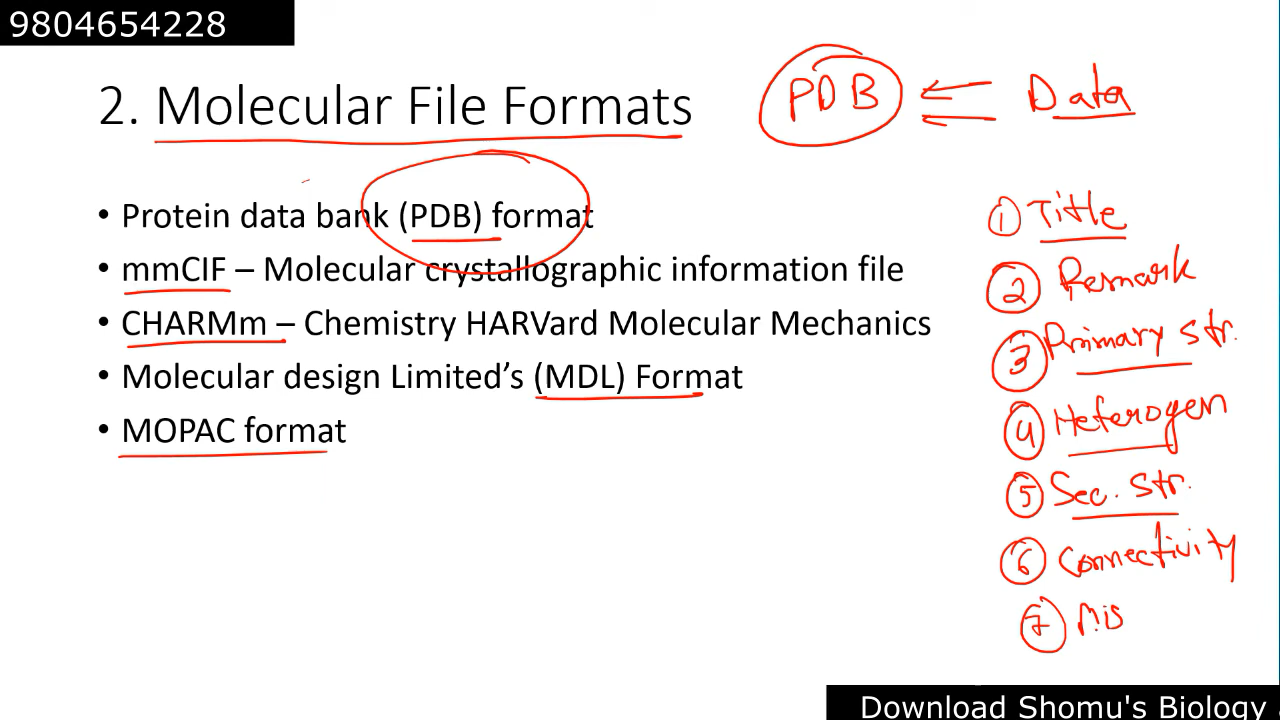 9804654228
2. Molecular File Formats
PDB Data
• Protein data bank (PDB) format
• mmCIF – Molecular crystallographic information file
• CHARMm – Chemistry HARVard Molecular Mechanics
• Molecular design Limited’s (MDL) Format
• MOPAC format
1 Title
2 Remark
3 Primary str.
4 Heterogen
5 Sec. str.
6 Connectivity
7 Mis
Download Shomu's Biology